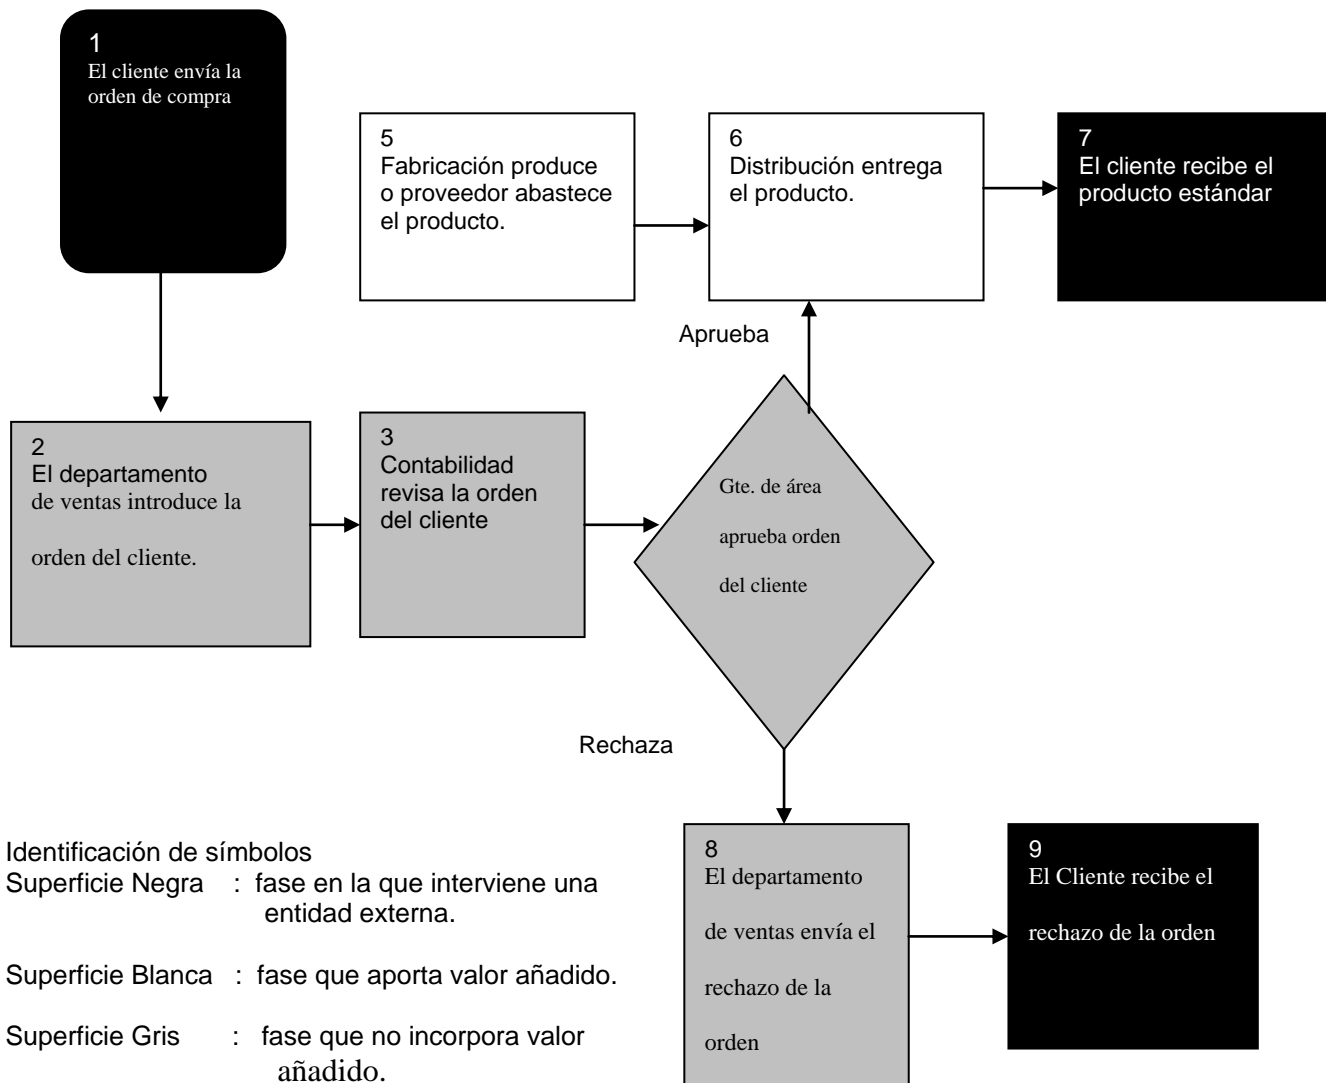 1
El cliente envía la
orden de compra
5
Fabricación produce
o proveedor abastece
el producto.
6
Distribución entrega
el producto.
7
El cliente recibe el
producto estándar
Aprueba
2
El departamento
de ventas introduce la
orden del cliente.
3
Contabilidad
revisa la orden
del cliente
Gte. de área
aprueba orden
del cliente
Rechaza
8
El departamento
de ventas envía el
rechazo de la
orden
9
El Cliente recibe el
rechazo de la orden
Identificación de símbolos
Superficie Negra : fase en la que interviene una
entidad externa.
Superficie Blanca : fase que aporta valor añadido.
Superficie Gris : fase que no incorpora valor
añadido.